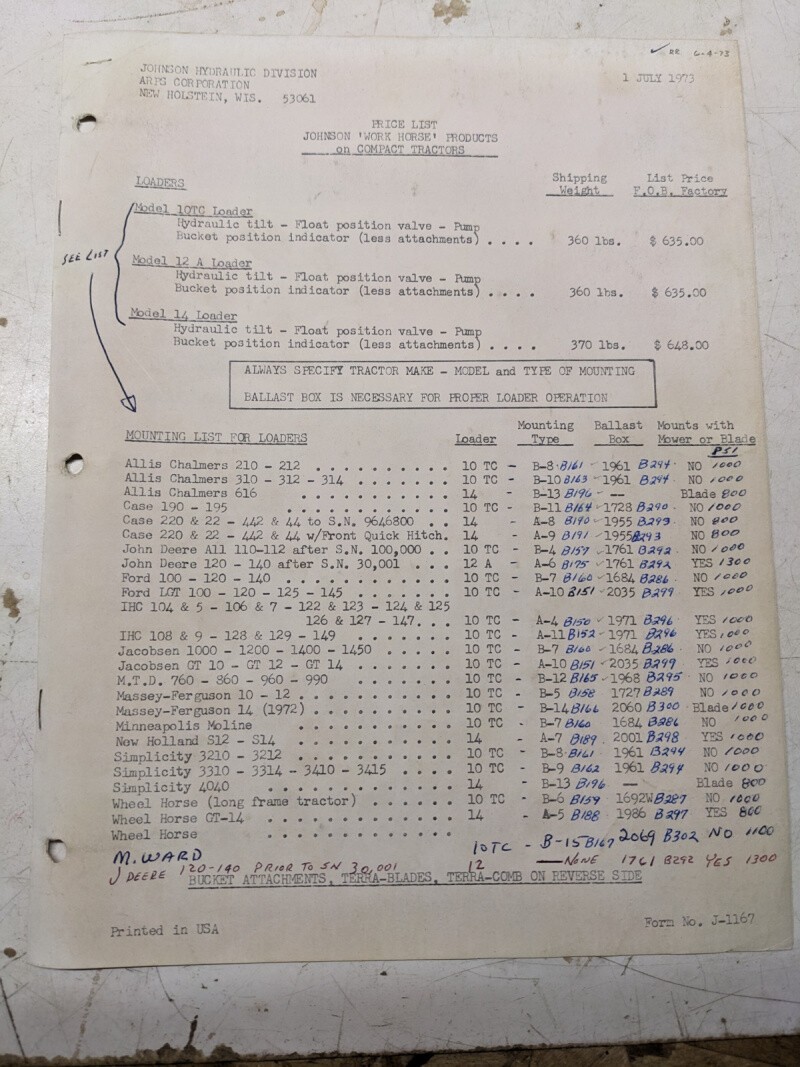 ✓ RR 6-4-73
JOHNSON HYDRAULIC DIVISION
ARPS CORPORATION
NEW HOLSTEIN, WIS. 53061
1 JULY 1973
PRICE LIST
JOHNSON 'WORK HORSE' PRODUCTS
on COMPACT TRACTORS
LOADERS Shipping Weight List Price F.O.B. Factory
Model 10TC Loader
Hydraulic tilt - Float position valve - Pump
Bucket position indicator (less attachments) . . . . 360 lbs. $ 635.00
SEE LIST
Model 12 A Loader
Hydraulic tilt - Float position valve - Pump
Bucket position indicator (less attachments) . . . . 360 lbs. $ 635.00
Model 14 Loader
Hydraulic tilt - Float position valve - Pump
Bucket position indicator (less attachments) . . . . 370 lbs. $ 648.00
ALWAYS SPECIFY TRACTOR MAKE - MODEL and TYPE OF MOUNTING
BALLAST BOX IS NECESSARY FOR PROPER LOADER OPERATION
MOUNTING LIST FOR LOADERS Loader Mounting Type Ballast Box Mounts with Mower or Blade
PSI
Allis Chalmers 210 - 212 . . . . . . . . . . 10 TC - B-8 B161 - 1961 B294 NO 1000
Allis Chalmers 310 - 312 - 314 . . . . . . . . 10 TC - B-10 B163 - 1961 B294 NO 1000
Allis Chalmers 616 . . . . . . . . . . . 14 - B-13 B196 - -- Blade 800
Case 190 - 195 . . . . . . . . . . . . . 10 TC - B-11 B164 - 1728 B290 NO 1000
Case 220 & 22 - 442 & 44 to S.N. 9646800 . . 14 - A-8 B190 - 1955 B293 NO 800
Case 220 & 22 - 442 & 44 w/Front Quick Hitch. 14 - A-9 B191 - 1955 B293 NO 800
John Deere All 110-112 after S.N. 100,000 . . 10 TC - B-4 B157 - 1761 B292 NO 1000
John Deere 120 - 140 after S.N. 30,001 . . . 12 A - A-6 B175 - 1761 B292 YES 1300
Ford 100 - 120 - 140 . . . . . . . . . . 10 TC - B-7 B160 - 1684 B286 NO 1000
Ford LGT 100 - 120 - 125 - 145 . . . . . . . 10 TC - A-10 B151 - 2035 B299 YES 1000
IHC 104 & 5 - 106 & 7 - 122 & 123 - 124 & 125
126 & 127 - 147. . . 10 TC - A-4 B150 - 1971 B296 YES 1000
IHC 108 & 9 - 128 & 129 - 149 . . . . . . . 10 TC - A-11 B152 - 1971 B296 YES 1000
Jacobsen 1000 - 1200 - 1400 - 1450 . . . . . 10 TC - B-7 B160 - 1684 B286 NO 1000
Jacobsen GT 10 - GT 12 - GT 14 . . . . . . . 10 TC - A-10 B151 - 2035 B299 YES 1000
M.T.D. 760 - 860 - 960 - 990 . . . . . . . . 10 TC - B-12 B165 - 1968 B295 NO 1000
Massey-Ferguson 10 - 12 . . . . . . . . . . 10 TC - B-5 B158 1727 B289 NO 1000
Massey-Ferguson 14 (1972) . . . . . . . . . 10 TC - B-14 B166 2060 B300 Blade 1000
Minneapolis Moline . . . . . . . . . . . 10 TC - B-7 B160 1684 B286 NO 1000
New Holland S12 - S14 . . . . . . . . . . 14 - A-7 B189 2001 B298 YES 1000
Simplicity 3210 - 3212 . . . . . . . . . . 10 TC - B-8 B161 1961 B294 NO 1000
Simplicity 3310 - 3314 - 3410 - 3415 . . . . 10 TC - B-9 B162 1961 B294 NO 1000
Simplicity 4040 . . . . . . . . . . . . 14 - B-13 B196 -- Blade 800
Wheel Horse (long frame tractor) . . . . . . 10 TC - B-6 B159 1692W B287 NO 1000
Wheel Horse GT-14 . . . . . . . . . . . . 14 - A-5 B188 1986 B297 YES 800
Wheel Horse . . . . . . . . . . . .
M. WARD 10TC - B-15 B167 2069 B302 NO 1100
J DEERE 120-140 PRIOR TO SN 30,001 12 — NONE 1761 B292 YES 1300
BUCKET ATTACHMENTS, TERRA-BLADES, TERRA-COMB ON REVERSE SIDE
Printed in USA
Form No. J-1167